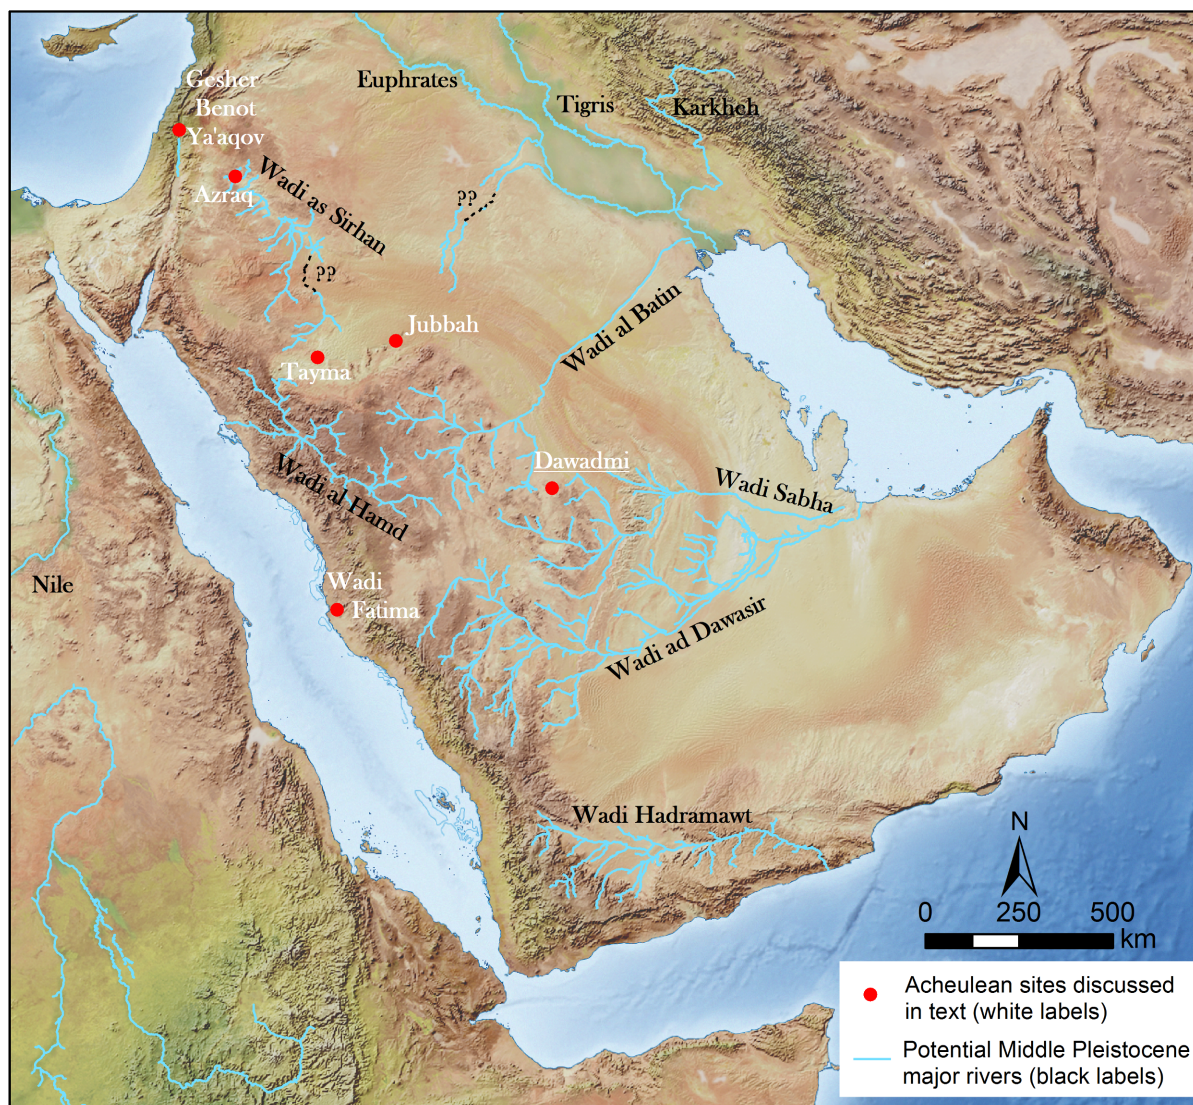 Gesher
Benot
Ya'aqov
Euphrates
Tigris
Karkheh
Azraq
Wadi as Sirhan
??
??
Jubbah
Tayma
Wadi al Batin
Dawadmi
Wadi al Hamd
Wadi Sabha
Nile
Wadi
Fatima
Wadi ad Dawasir
Wadi Hadramawt
N
0 250 500
km
Acheulean sites discussed
in text (white labels)
Potential Middle Pleistocene
major rivers (black labels)